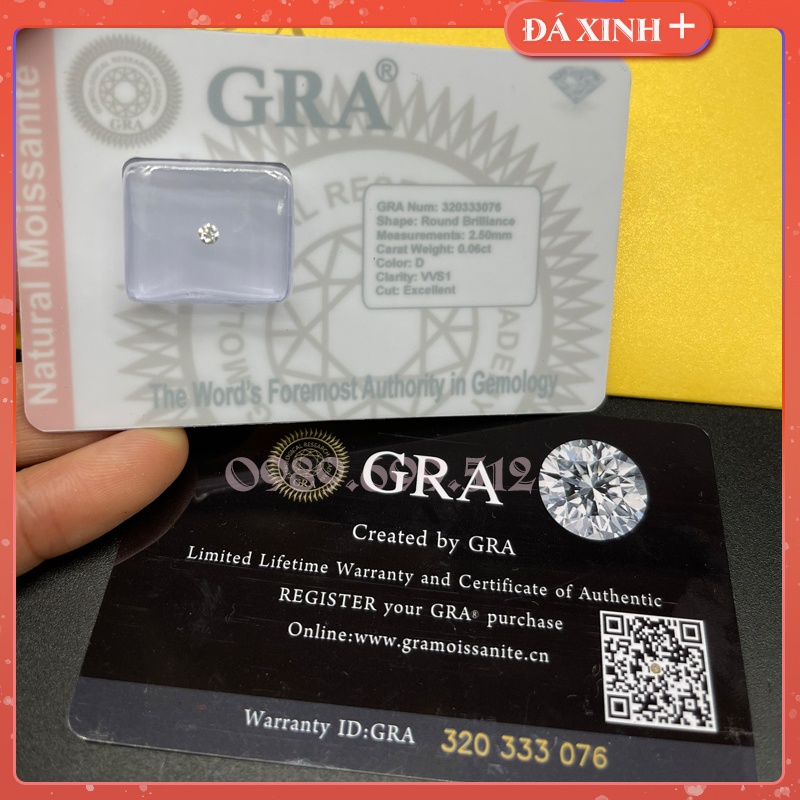 ĐÁ XINH +
GRA®
GRA
Natural Moissanite
GRA Num: 320333076
Shape: Round Brilliance
Measurements: 2.50mm
Carat Weight: 0.06ct
Color: D
Clarity: VVS1
Cut: Excellent
The Word's Foremost Authority in Gemology
GRA
GRA
Created by GRA
Limited Lifetime Warranty and Certificate of Authentic
REGISTER your GRA® purchase
Online:www.gramoissanite.cn
Warranty ID:GRA 320 333 076